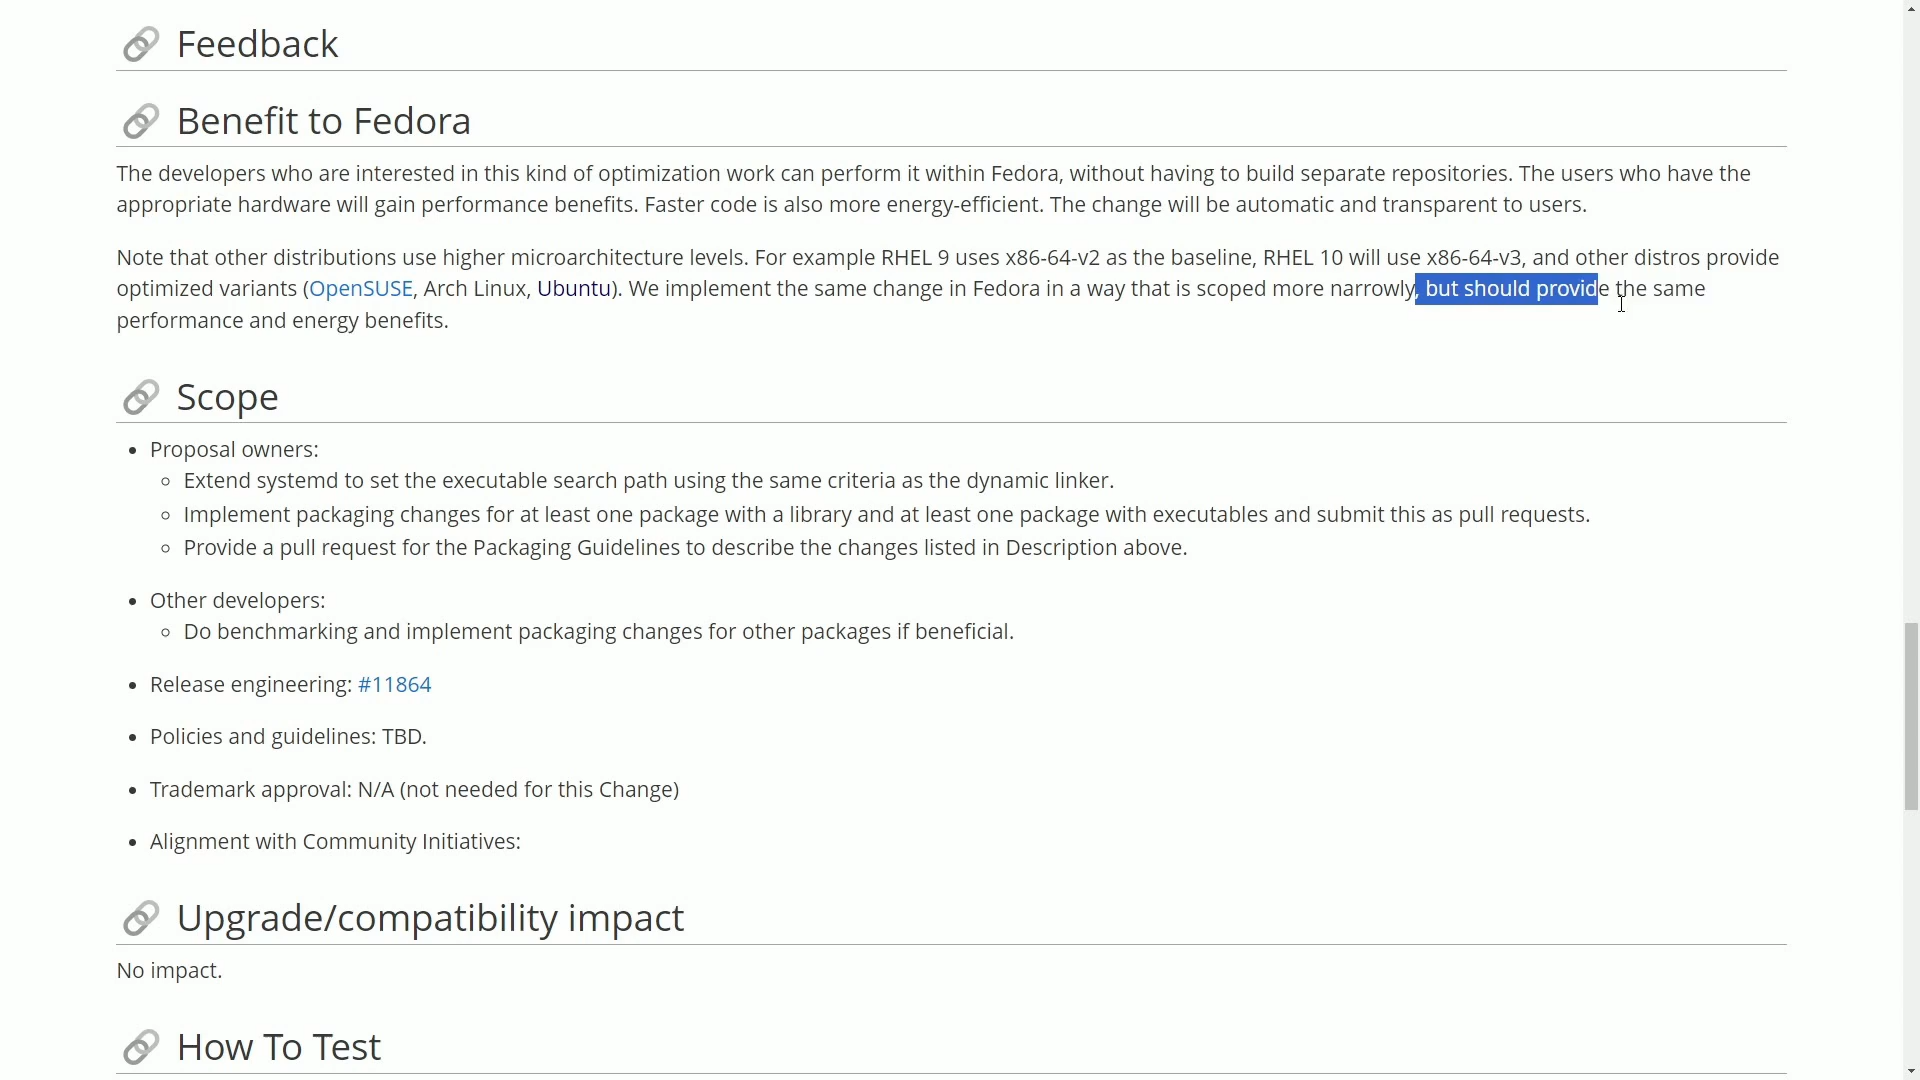 Feedback
Benefit to Fedora
The developers who are interested in this kind of optimization work can perform it within Fedora, without having to build separate repositories. The users who have the
appropriate hardware will gain performance benefits. Faster code is also more energy-efficient. The change will be automatic and transparent to users.
Note that other distributions use higher microarchitecture levels. For example RHEL 9 uses x86-64-v2 as the baseline, RHEL 10 will use x86-64-v3, and other distros provide
optimized variants (OpenSUSE, Arch Linux, Ubuntu). We implement the same change in Fedora in a way that is scoped more narrowly, but should provide the same
performance and energy benefits.
Scope
• Proposal owners:
◦ Extend systemd to set the executable search path using the same criteria as the dynamic linker.
◦ Implement packaging changes for at least one package with a library and at least one package with executables and submit this as pull requests.
◦ Provide a pull request for the Packaging Guidelines to describe the changes listed in Description above.
• Other developers:
◦ Do benchmarking and implement packaging changes for other packages if beneficial.
• Release engineering: #11864
• Policies and guidelines: TBD.
• Trademark approval: N/A (not needed for this Change)
• Alignment with Community Initiatives:
Upgrade/compatibility impact
No impact.
How To Test